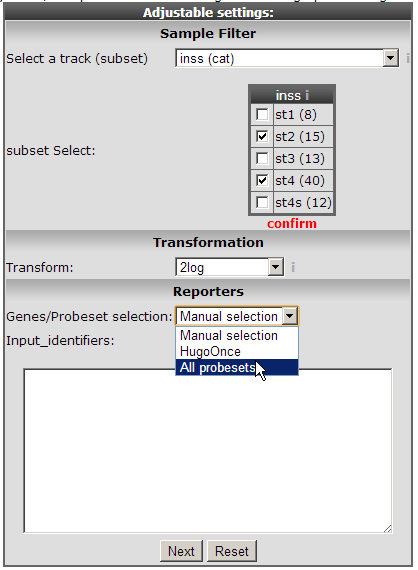 Adjustable settings:
Sample Filter
Select a track (subset) inss (cat) i
inss i
st1 (8)
st2 (15)
subset Select: st3 (13)
st4 (40)
st4s (12)
confirm
Transformation
Transform: 2log i
Reporters
Genes/Probeset selection: Manual selection
Manual selection
Input_identifiers: HugoOnce
All probesets
Next Reset